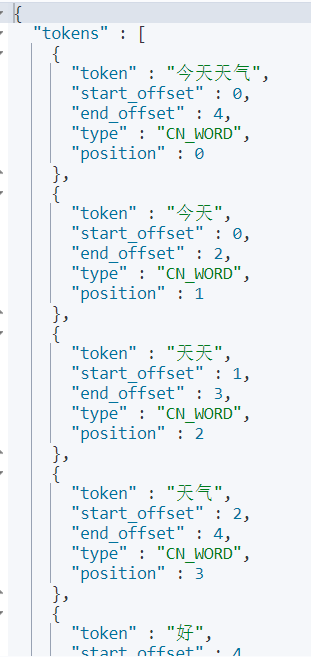 {
"tokens" : [
{
"token" : "今天天气",
"start_offset" : 0,
"end_offset" : 4,
"type" : "CN_WORD",
"position" : 0
},
{
"token" : "今天",
"start_offset" : 0,
"end_offset" : 2,
"type" : "CN_WORD",
"position" : 1
},
{
"token" : "天天",
"start_offset" : 1,
"end_offset" : 3,
"type" : "CN_WORD",
"position" : 2
},
{
"token" : "天气",
"start_offset" : 2,
"end_offset" : 4,
"type" : "CN_WORD",
"position" : 3
},
{
"token" : "好",
"start_offset" : 4